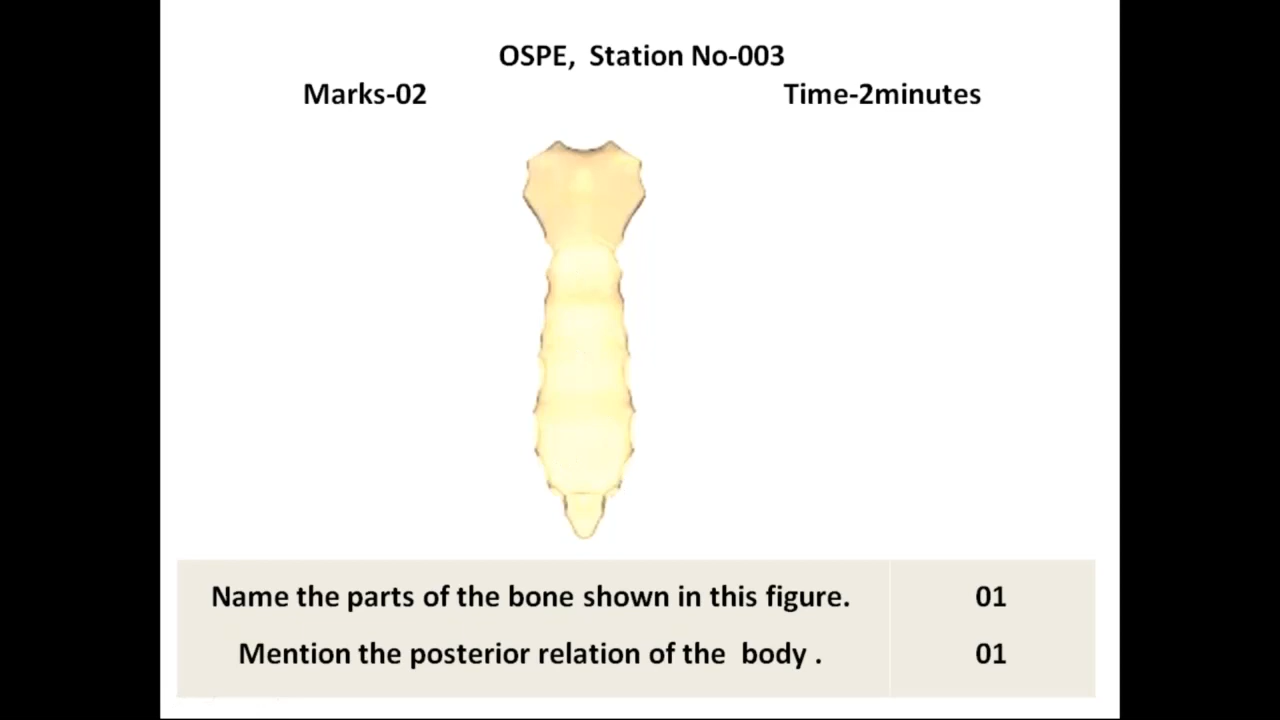 OSPE,  Station No-003
Marks-02 Time-2minutes
Name the parts of the bone shown in this figure. 01
Mention the posterior relation of the  body . 01